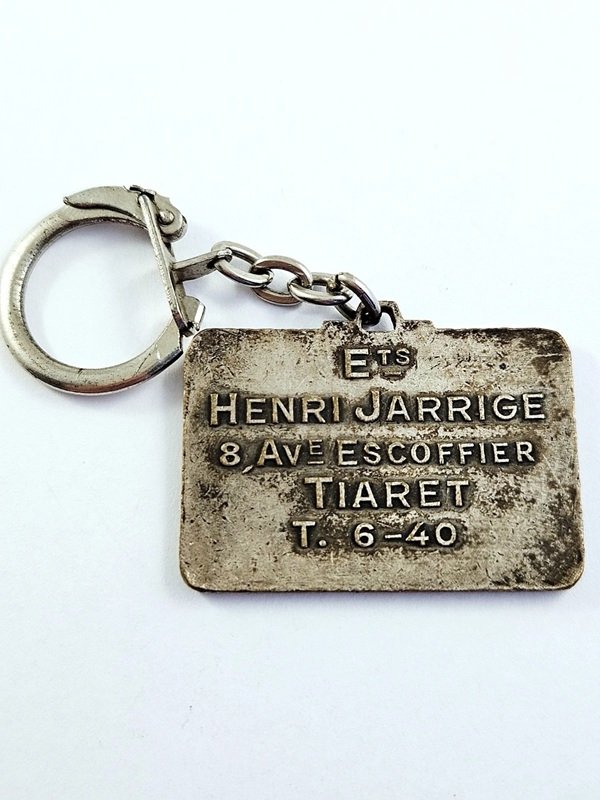 ETS
HENRI JARRIGE
8, AVE ESCOFFIER
TIARET
T. 6-40